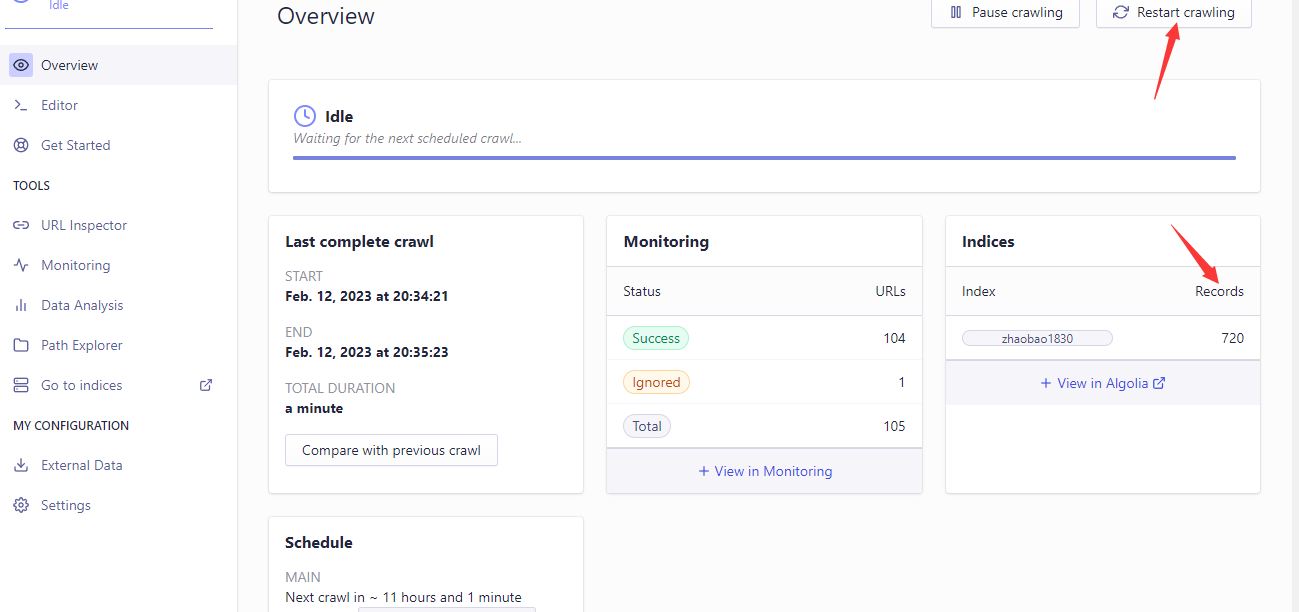 Idle
Overview
Editor
Get Started
TOOLS
URL Inspector
Monitoring
Data Analysis
Path Explorer
Go to indices
MY CONFIGURATION
External Data
Settings
Overview
Pause crawling
Restart crawling
Idle
Waiting for the next scheduled crawl...
Last complete crawl
START
Feb. 12, 2023 at 20:34:21
END
Feb. 12, 2023 at 20:35:23
TOTAL DURATION
a minute
Compare with previous crawl
Monitoring
Status URLs
Success 104
Ignored 1
Total 105
+ View in Monitoring
Indices
Index Records
zhaobao1830 720
+ View in Algolia
Schedule
MAIN
Next crawl in ~ 11 hours and 1 minute